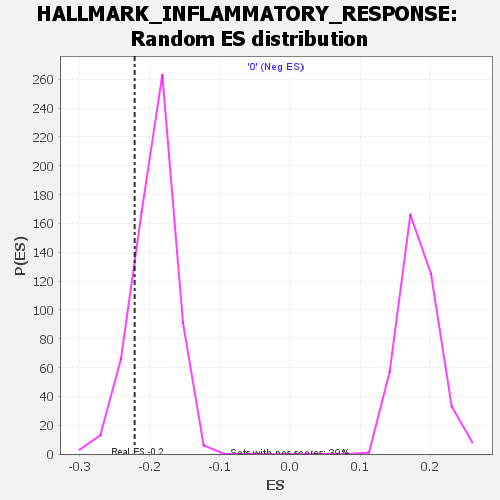 HALLMARK_INFLAMMATORY_RESPONSE:
Random ES distribution
'0' (Neg ES)
260
240
220
200
180
160
140
120
100
80
60
40
20
0
P(ES)
Real ES -0.2
Sets with pos scores: 39%
-0.3 -0.2 -0.1 0.0 0.1 0.2
ES